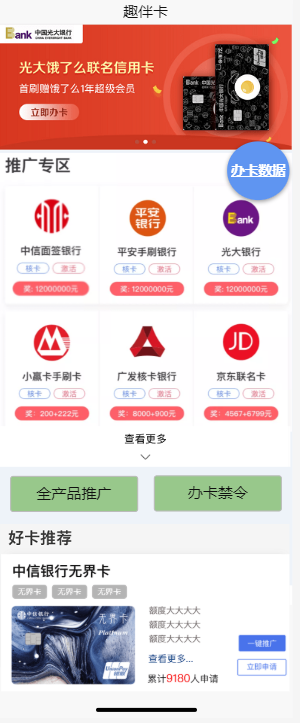 趣伴卡
Bank 中国光大银行
CHINA EVERBRIGHT BANK
光大饿了么联名信用卡
首刷赠饿了么1年超级会员
立即办卡
推广专区
办卡数据
中信面签银行
核卡 激活
奖: 12000000元
平安银行
平安手刷银行
核卡 激活
奖: 12000000元
Bank
光大银行
核卡 激活
奖: 12000000元
小赢卡手刷卡
核卡 激活
奖: 200+222元
广发核卡银行
核卡 激活
奖: 8000+900元
JD
京东联名卡
核卡 激活
奖: 4567+6799元
查看更多
全产品推广
办卡禁令
好卡推荐
中信银行无界卡
无界卡 无界卡 无界卡
中信银行
无界卡
Platinum
UnionPay
银联
额度大大大大
额度大大大大
额度大大大大
查看更多...
累计9180人申请
一键推广
立即申请